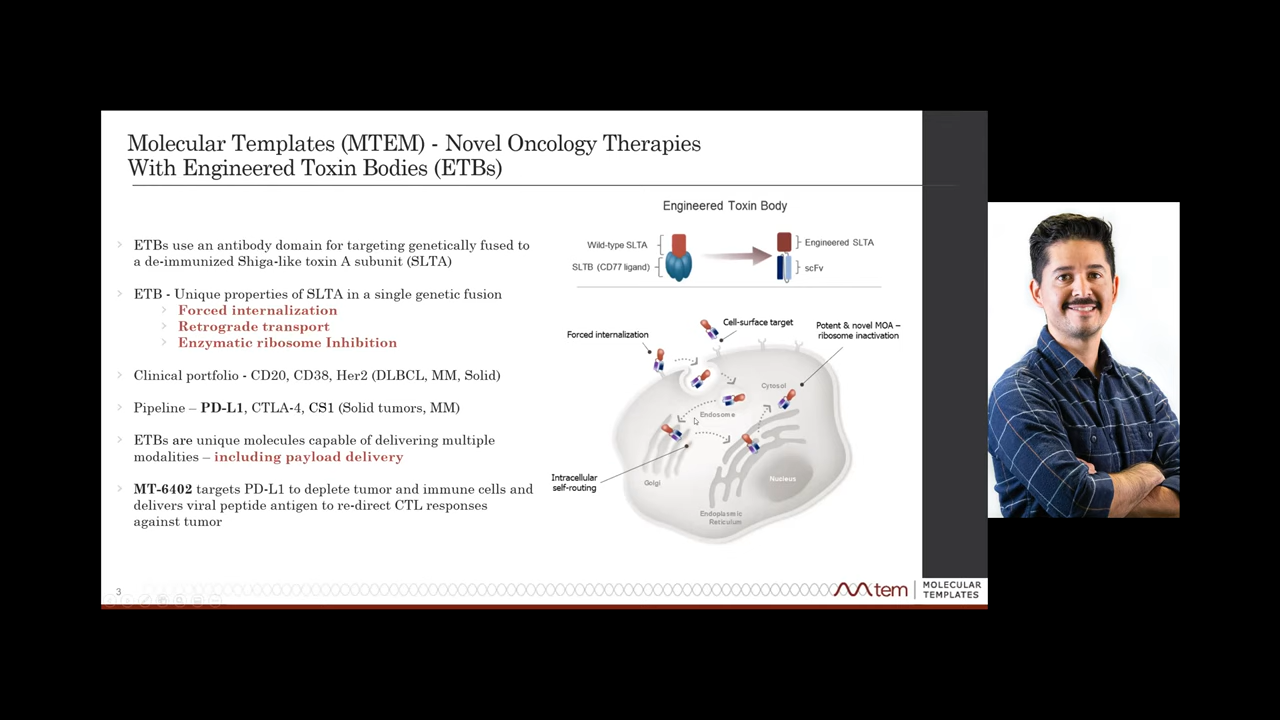 Molecular Templates (MTEM) - Novel Oncology Therapies
With Engineered Toxin Bodies (ETBs)
ETBs use an antibody domain for targeting genetically fused to
a de-immunized Shiga-like toxin A subunit (SLTA)
ETB - Unique properties of SLTA in a single genetic fusion
Forced internalization
Retrograde transport
Enzymatic ribosome Inhibition
Clinical portfolio - CD20, CD38, Her2 (DLBCL, MM, Solid)
Pipeline – PD-L1, CTLA-4, CS1 (Solid tumors, MM)
ETBs are unique molecules capable of delivering multiple
modalities – including payload delivery
MT-6402 targets PD-L1 to deplete tumor and immune cells and
delivers viral peptide antigen to re-direct CTL responses
against tumor
Engineered Toxin Body
Wild-type SLTA
SLTB (CD77 ligand)
Engineered SLTA
scFv
Forced internalization
Cell-surface target
Potent & novel MOA –
ribosome inactivation
Cytosol
Endosome
Intracellular
self-routing
Golgi
Nucleus
Endoplasmic
Reticulum
3
mtem
MOLECULAR
TEMPLATES